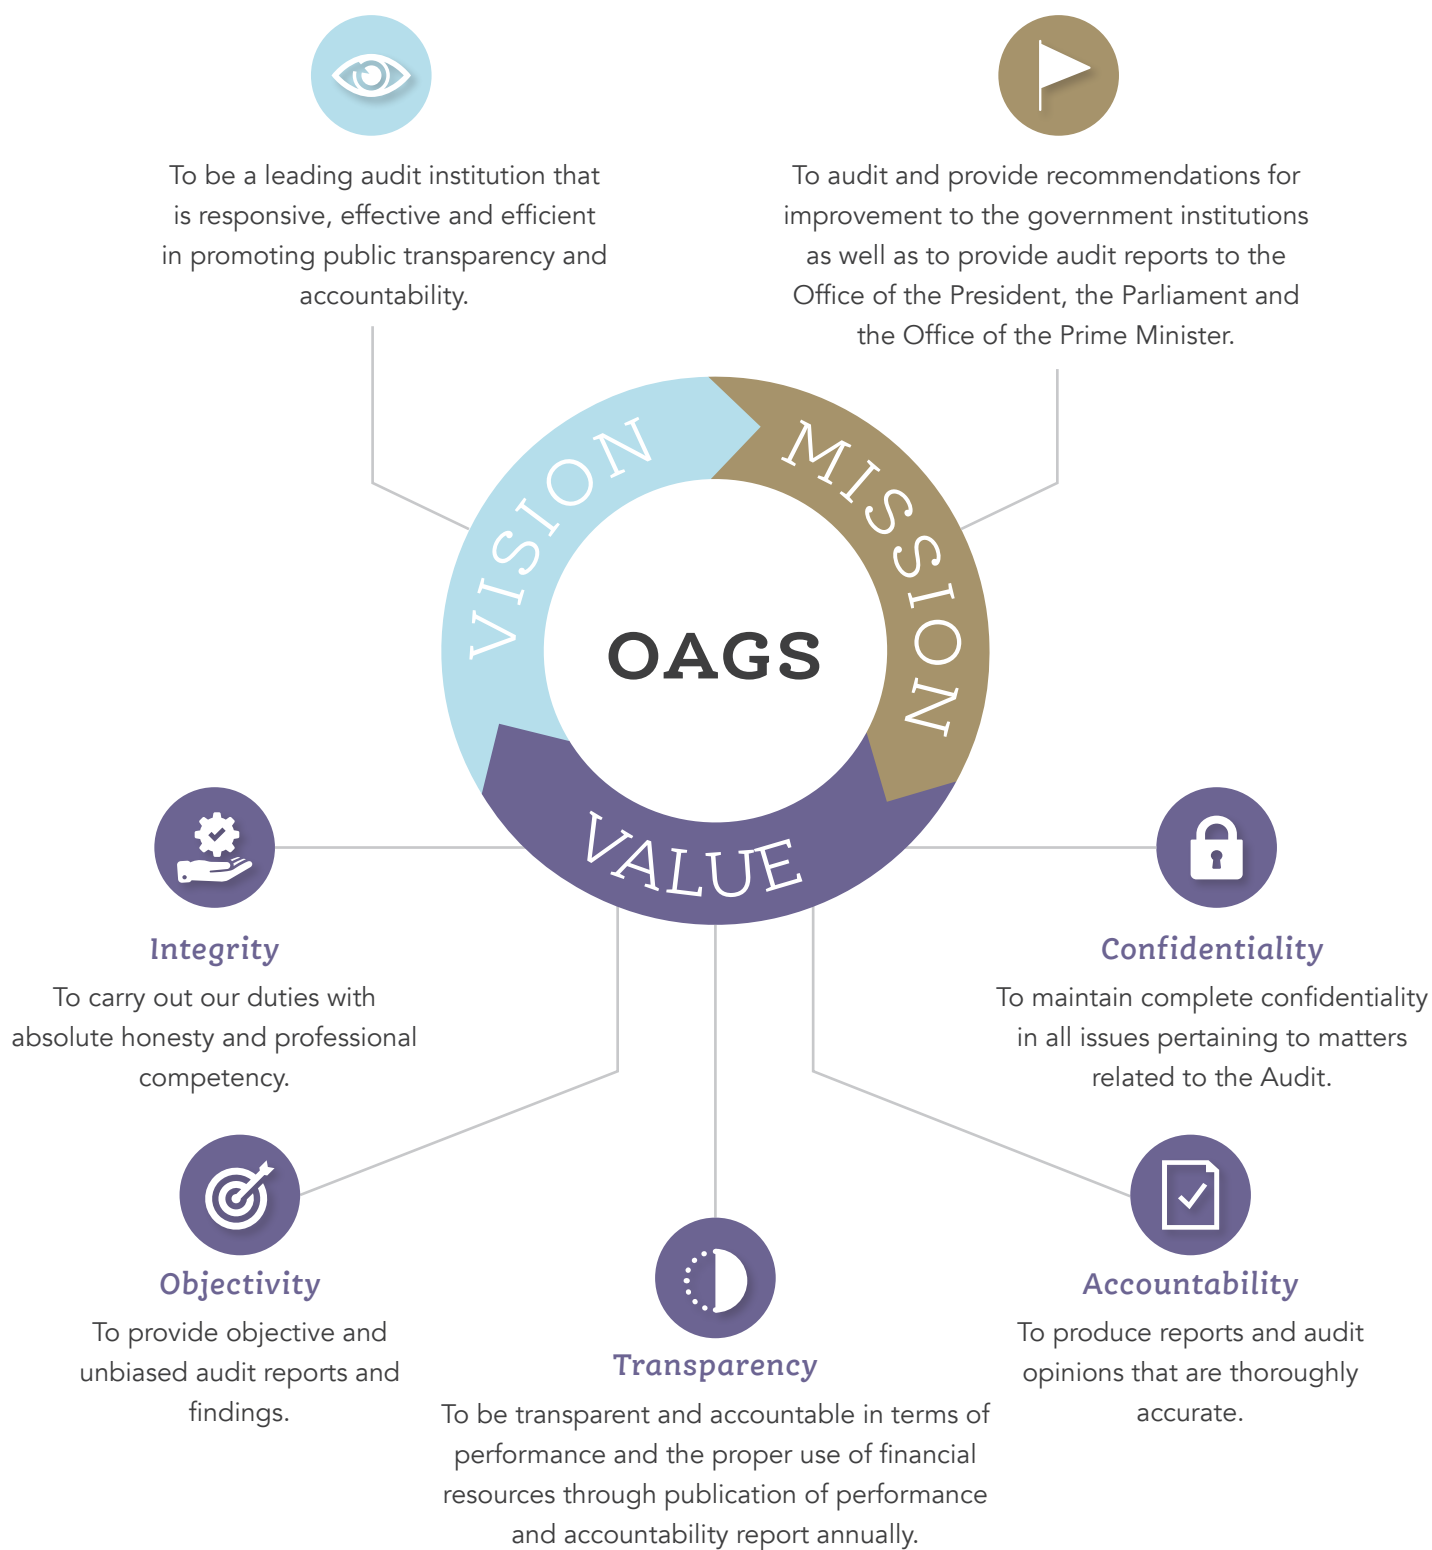 To be a leading audit institution that
is responsive, effective and efficient
in promoting public transparency and
accountability.
To audit and provide recommendations for
improvement to the government institutions
as well as to provide audit reports to the
Office of the President, the Parliament and
the Office of the Prime Minister.
VISION
MISSION
OAGS
VALUE
Integrity
To carry out our duties with
absolute honesty and professional
competency.
Confidentiality
To maintain complete confidentiality
in all issues pertaining to matters
related to the Audit.
Objectivity
To provide objective and
unbiased audit reports and
findings.
Transparency
To be transparent and accountable in terms of
performance and the proper use of financial
resources through publication of performance
and accountability report annually.
Accountability
To produce reports and audit
opinions that are thoroughly
accurate.